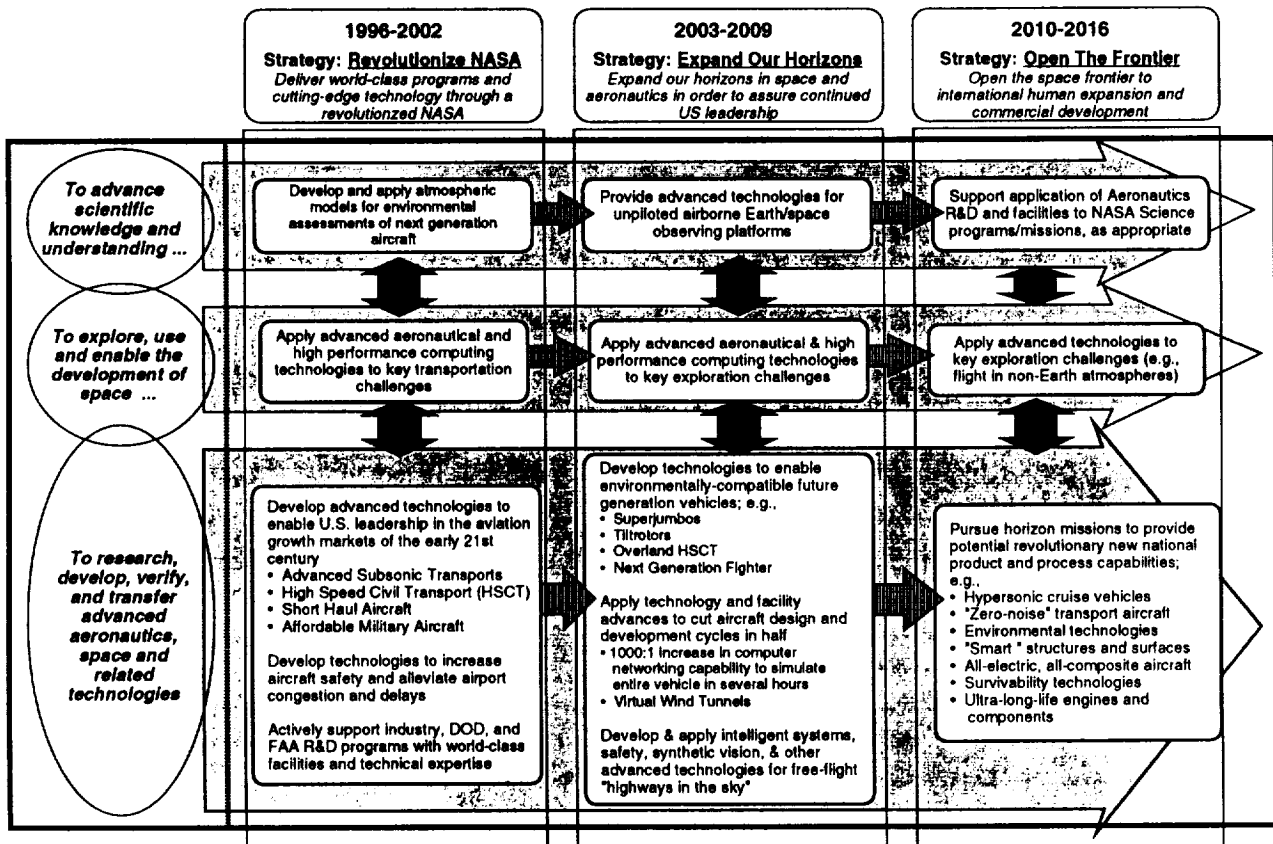 1996-2002
Strategy: Revolutionize NASA
Deliver world-class programs and
cutting-edge technology through a
revolutionzed NASA
2003-2009
Strategy: Expand Our Horizons
Expand our horizons in space and
aeronautics in order to assure continued
US leadership
2010-2016
Strategy: Open The Frontier
Open the space frontier to
international human expansion and
commercial development
To advance
scientific
knowledge and
understanding ...
Develop and apply atmospheric
models for environmental
assessments of next generation
aircraft
Provide advanced technologies for
unpiloted airborne Earth/space
observing platforms
Support application of Aeronautics
R&D and facilities to NASA Science
programs/missions, as appropriate
To explore, use
and enable the
development of
space ...
Apply advanced aeronautical and
high performance computing
technologies to key transportation
challenges
Apply advanced aeronautical & high
performance computing technologies
to key exploration challenges
Apply advanced technologies to
key exploration challenges (e.g.,
flight in non-Earth atmospheres)
To research,
develop, verify,
and transfer
advanced
aeronautics,
space and
related
technologies
Develop advanced technologies to
enable U.S. leadership in the aviation
growth markets of the early 21st
century
• Advanced Subsonic Transports
• High Speed Civil Transport (HSCT)
• Short Haul Aircraft
• Affordable Military Aircraft
Develop technologies to increase
aircraft safety and alleviate airport
congestion and delays
Actively support industry, DOD, and
FAA R&D programs with world-class
facilities and technical expertise
Develop technologies to enable
environmentally-compatible future
generation vehicles; e.g.,
• Superjumbos
• Tiltrotors
• Overland HSCT
• Next Generation Fighter
Apply technology and facility
advances to cut aircraft design and
development cycles in half
• 1000:1 increase in computer
networking capability to simulate
entire vehicle in several hours
• Virtual Wind Tunnels
Develop & apply intelligent systems,
safety, synthetic vision, & other
advanced technologies for free-flight
"highways in the sky"
Pursue horizon missions to provide
potential revolutionary new national
product and process capabilities;
e.g.,
• Hypersonic cruise vehicles
• "Zero-noise" transport aircraft
• Environmental technologies
• "Smart " structures and surfaces
• All-electric, all-composite aircraft
• Survivability technologies
• Ultra-long-life engines and
components